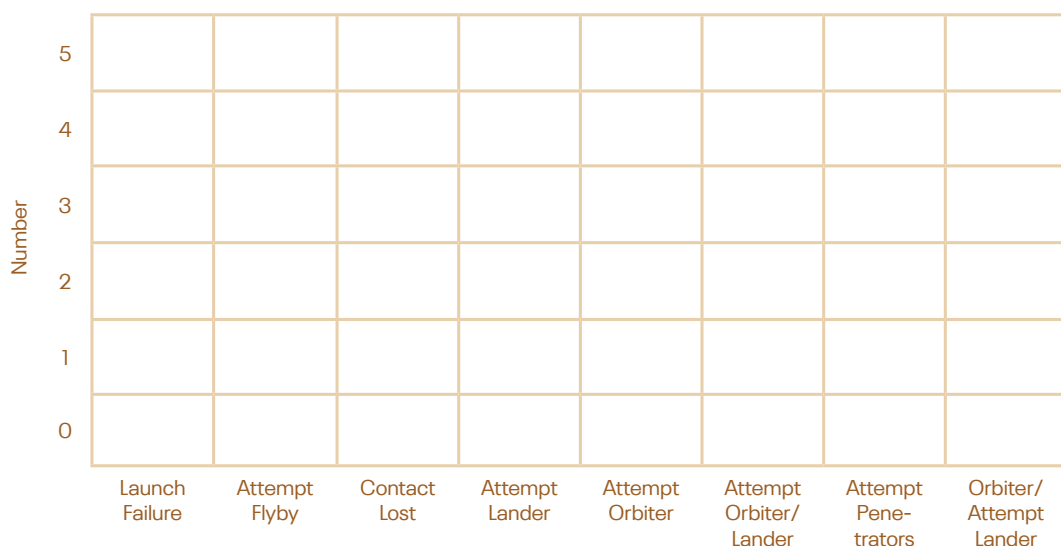 5
4
3
2
1
0
Number
Launch
Failure
Attempt
Flyby
Contact
Lost
Attempt
Lander
Attempt
Orbiter
Attempt
Orbiter/
Lander
Attempt
Pene-
trators
Orbiter/
Attempt
Lander